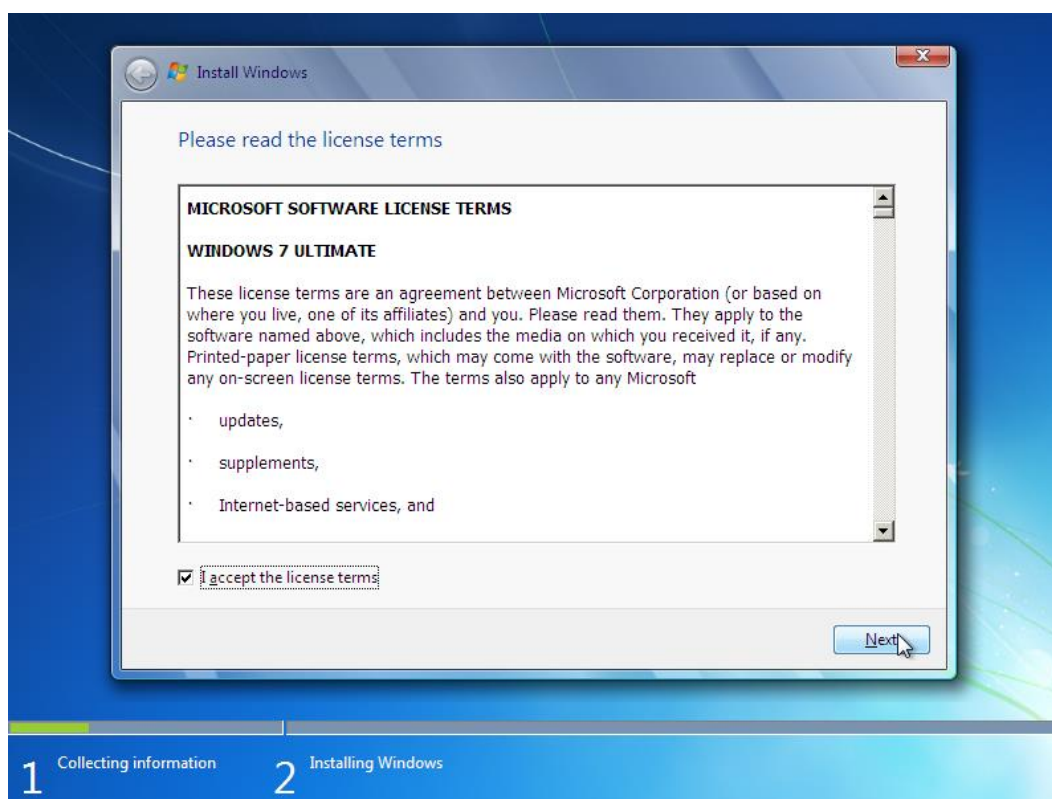 Install Windows
Please read the license terms
MICROSOFT SOFTWARE LICENSE TERMS
WINDOWS 7 ULTIMATE
These license terms are an agreement between Microsoft Corporation (or based on
where you live, one of its affiliates) and you. Please read them. They apply to the
software named above, which includes the media on which you received it, if any.
Printed-paper license terms, which may come with the software, may replace or modify
any on-screen license terms. The terms also apply to any Microsoft
· updates,
· supplements,
· Internet-based services, and
I accept the license terms
Next
1 Collecting information
2 Installing Windows